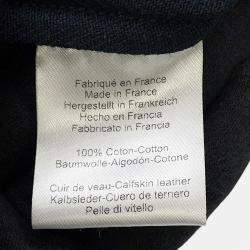 Fabriqué en France
Made in France
Hergestellt in Frankreich
Hecho en Francia
Fabbricato in Francia
100% Coton-Cotton
Baumwolle-Algodón-Cotone
Cuir de veau-Calfskin leather
Kalbsleder-Cuero de ternero
Pelle di vitello